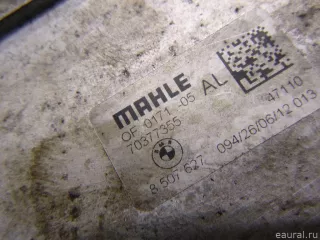 MAHLE
OF 0171 -05 AL
70377355
47110
8 507 627
094/26/06/12 013
eaural.ru